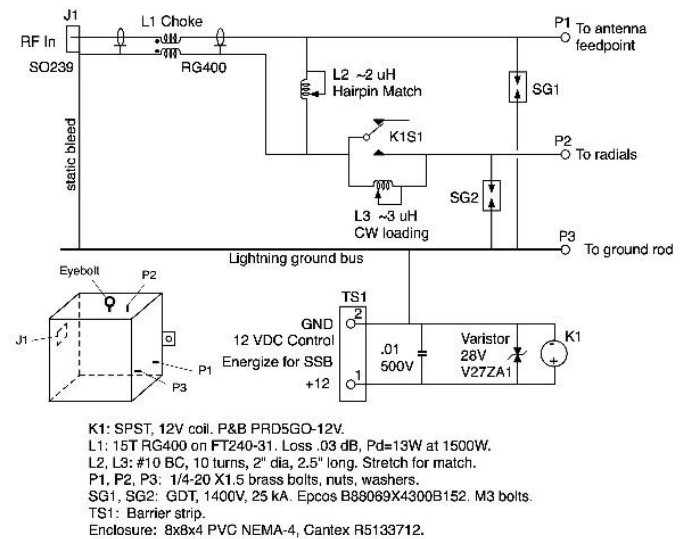 J1
L1 Choke
P1
To antenna
feedpoint
RF In
SO239
RG400
L2 ~2 uH
Hairpin Match
SG1
static bleed
K1S1
P2
To radials
L3 ~3 uH
CW loading
SG2
P3
To ground rod
Lightning ground bus
Eyebolt
P2
J1
P1
P3
TS1
GND
2
12 VDC Control
Energize for SSB
+12
1
.01
500V
Varistor
28V
V27ZA1
K1
K1: SPST, 12V coil. P&B PRD5GO-12V.
L1: 15T RG400 on FT240-31. Loss .03 dB, Pd=13W at 1500W.
L2, L3: #10 BC, 10 turns, 2" dia, 2.5" long. Stretch for match.
P1, P2, P3: 1/4-20 X1.5 brass bolts, nuts, washers.
SG1, SG2: GDT, 1400V, 25 kA. Epcos B88069X4300B152. M3 bolts.
TS1: Barrier strip.
Enclosure: 8x8x4 PVC NEMA-4, Cantex R5133712.